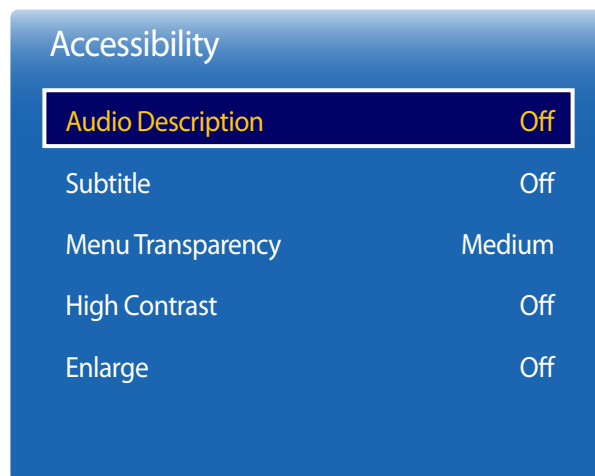 Accessibility
Audio Description Off
Subtitle Off
Menu Transparency Medium
High Contrast Off
Enlarge Off